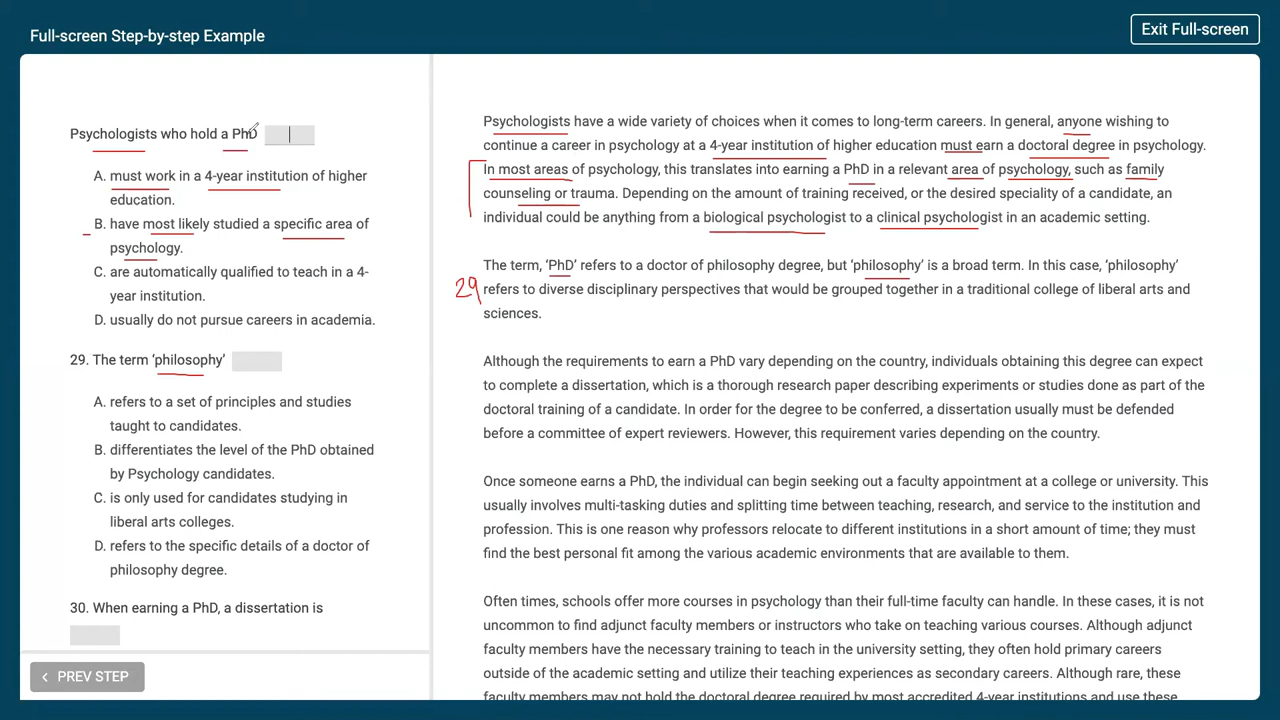 Full-screen Step-by-step Example
Exit Full-screen
Psychologists who hold a PhD
A. must work in a 4-year institution of higher
education.
B. have most likely studied a specific area of
psychology.
C. are automatically qualified to teach in a 4-
year institution.
D. usually do not pursue careers in academia.
29. The term ‘philosophy’
A. refers to a set of principles and studies
taught to candidates.
B. differentiates the level of the PhD obtained
by Psychology candidates.
C. is only used for candidates studying in
liberal arts colleges.
D. refers to the specific details of a doctor of
philosophy degree.
30. When earning a PhD, a dissertation is
PREV STEP
Psychologists have a wide variety of choices when it comes to long-term careers. In general, anyone wishing to
continue a career in psychology at a 4-year institution of higher education must earn a doctoral degree in psychology.
In most areas of psychology, this translates into earning a PhD in a relevant area of psychology, such as family
counseling or trauma. Depending on the amount of training received, or the desired speciality of a candidate, an
individual could be anything from a biological psychologist to a clinical psychologist in an academic setting.
The term, ‘PhD’ refers to a doctor of philosophy degree, but ‘philosophy’ is a broad term. In this case, ‘philosophy’
29
refers to diverse disciplinary perspectives that would be grouped together in a traditional college of liberal arts and
sciences.
Although the requirements to earn a PhD vary depending on the country, individuals obtaining this degree can expect
to complete a dissertation, which is a thorough research paper describing experiments or studies done as part of the
doctoral training of a candidate. In order for the degree to be conferred, a dissertation usually must be defended
before a committee of expert reviewers. However, this requirement varies depending on the country.
Once someone earns a PhD, the individual can begin seeking out a faculty appointment at a college or university. This
usually involves multi-tasking duties and splitting time between teaching, research, and service to the institution and
profession. This is one reason why professors relocate to different institutions in a short amount of time; they must
find the best personal fit among the various academic environments that are available to them.
Often times, schools offer more courses in psychology than their full-time faculty can handle. In these cases, it is not
uncommon to find adjunct faculty members or instructors who take on teaching various courses. Although adjunct
faculty members have the necessary training to teach in the university setting, they often hold primary careers
outside of the academic setting and utilize their teaching experiences as secondary careers. Although rare, these
faculty members may not hold the doctoral degree required by most accredited 4-year institutions and use these